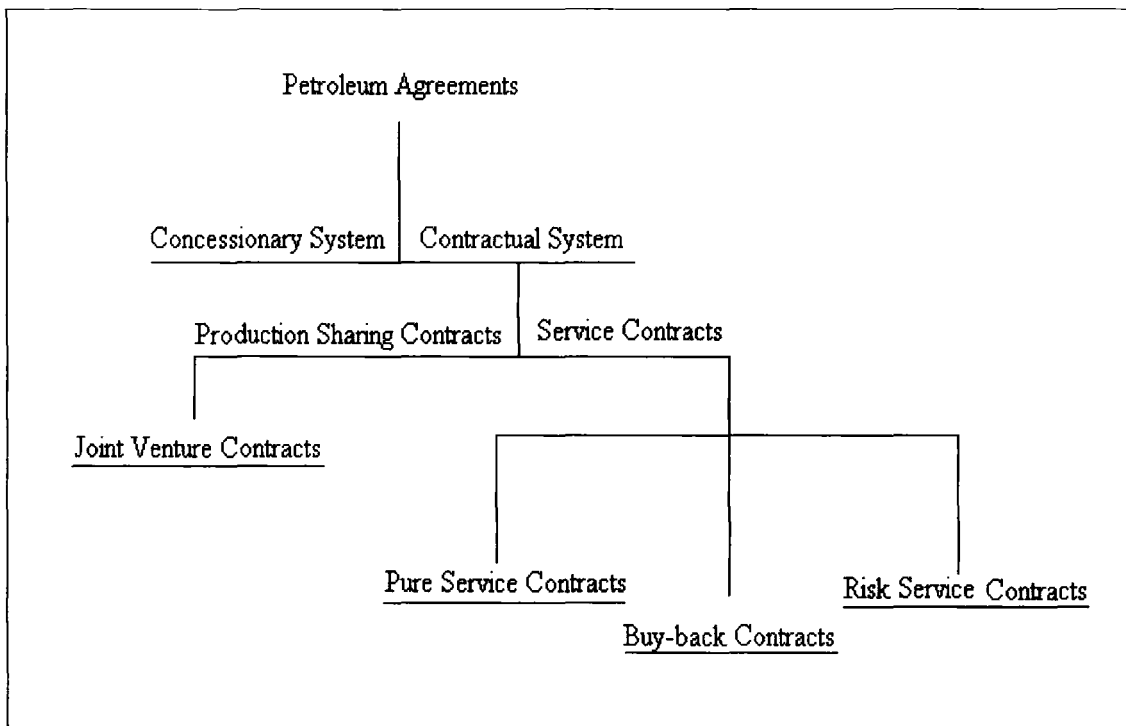 Petroleum Agreements
Concessionary System
Contractual System
Production Sharing Contracts
Service Contracts
Joint Venture Contracts
Pure Service Contracts
Buy-back Contracts
Risk Service Contracts